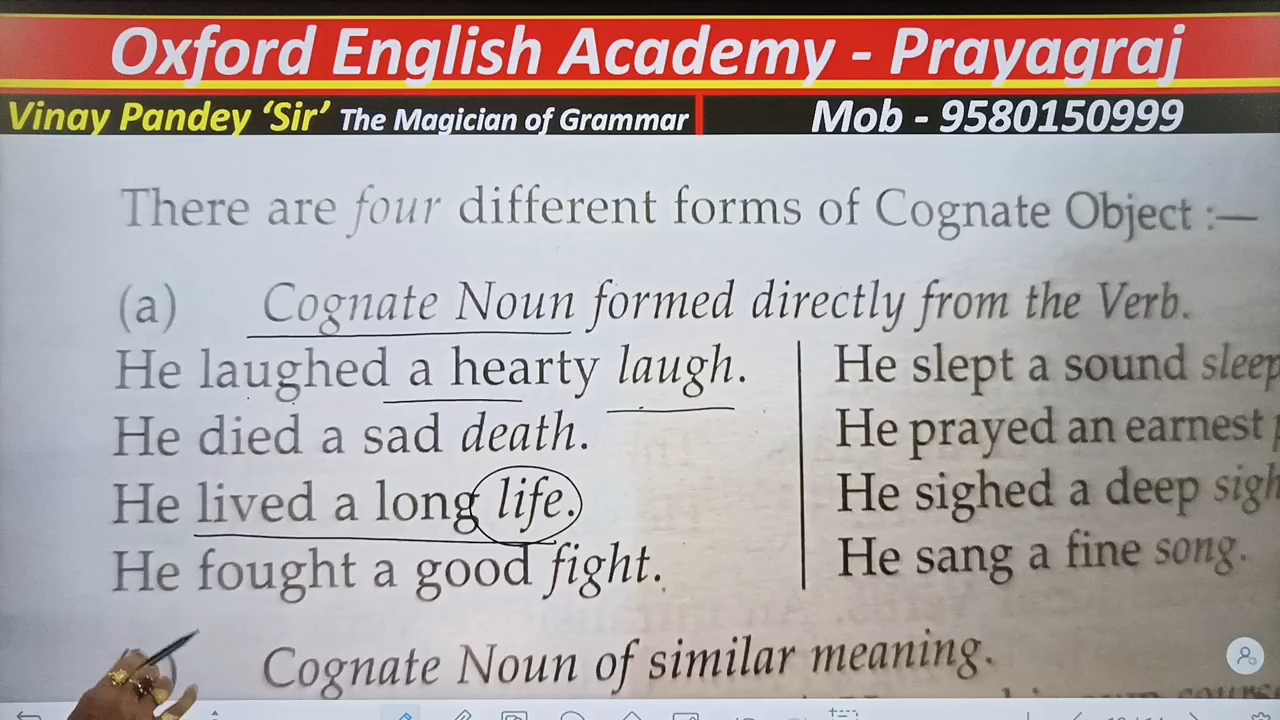 Oxford English Academy - Prayagraj
Vinay Pandey ‘Sir’ The Magician of Grammar
Mob - 9580150999
There are four different forms of Cognate Object :—
(a) Cognate Noun formed directly from the Verb.
He laughed a hearty laugh.
He died a sad death.
He lived a long life.
He fought a good fight.
He slept a sound sleep
He prayed an earnest
He sighed a deep sigh
He sang a fine song.
Cognate Noun of similar meaning.